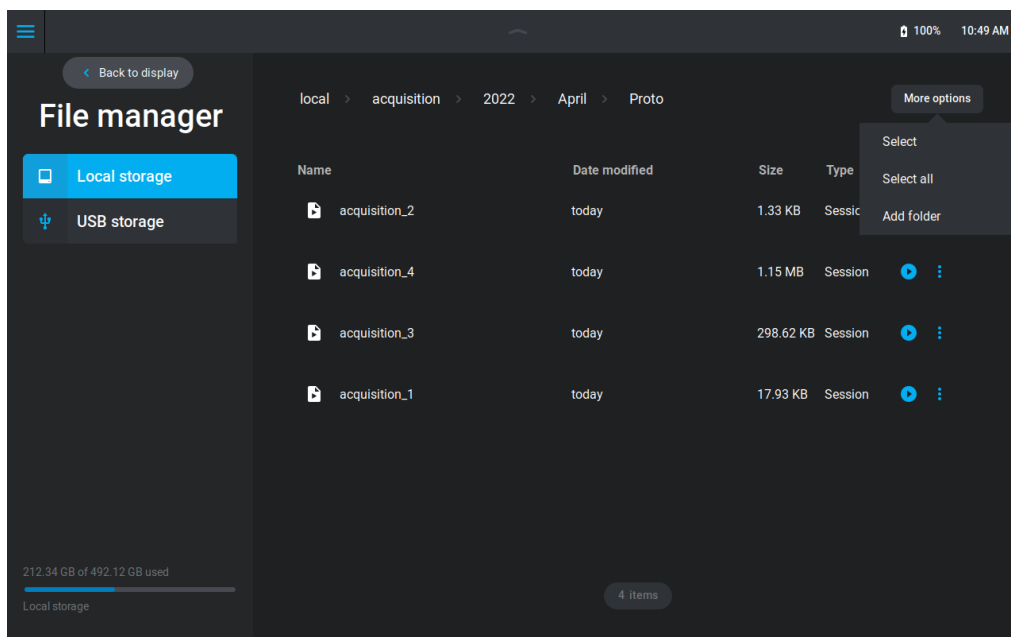 100% 10:49 AM
Back to display
File manager
Local storage
USB storage
212.34 GB of 492.12 GB used
Local storage
local > acquisition > 2022 > April > Proto
More options
Select
Select all
Add folder
Name Date modified Size Type
acquisition_2 today 1.33 KB Sessic
acquisition_4 today 1.15 MB Session
acquisition_3 today 298.62 KB Session
acquisition_1 today 17.93 KB Session
4 items